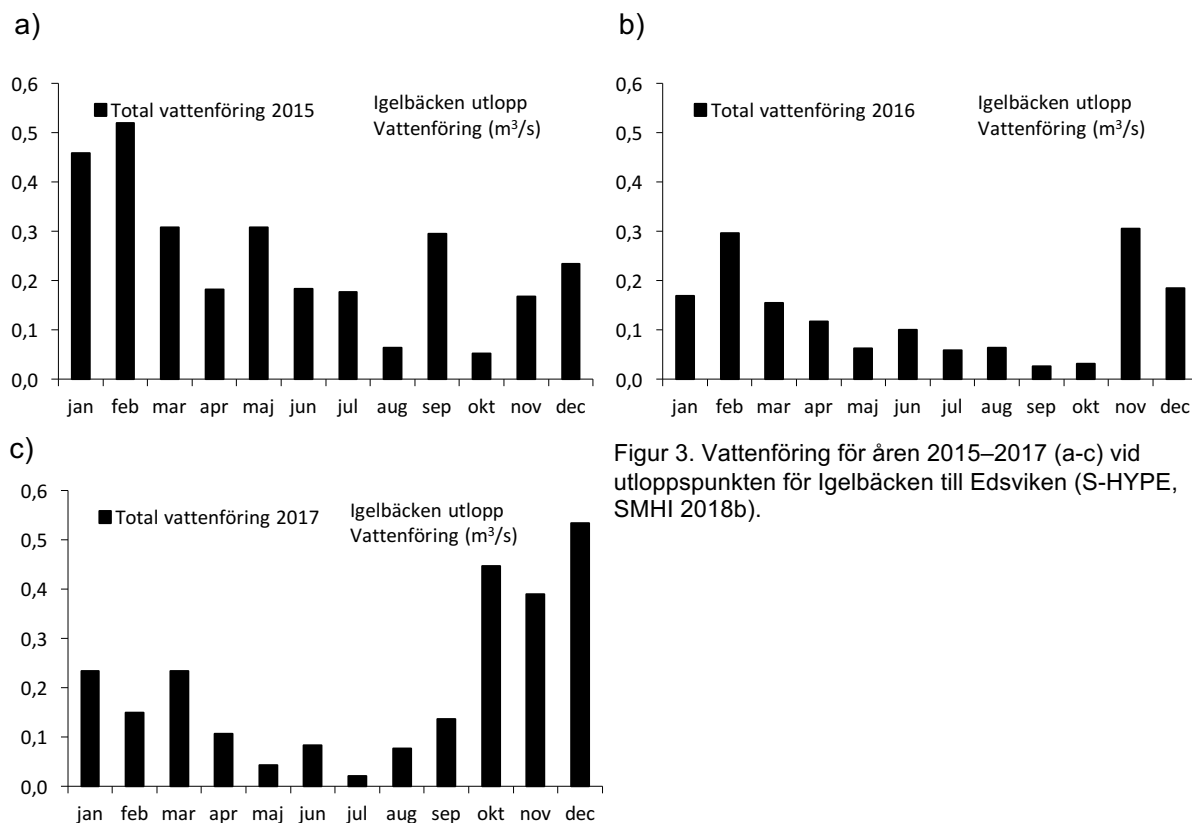 a)
0,6
0,5
0,4
0,3
0,2
0,1
0,0
Total vattenföring 2015
Igelbäcken utlopp
Vattenföring (m³/s)
jan feb mar apr maj jun jul aug sep okt nov dec
b)
0,6
0,5
0,4
0,3
0,2
0,1
0,0
Total vattenföring 2016
Igelbäcken utlopp
Vattenföring (m³/s)
jan feb mar apr maj jun jul aug sep okt nov dec
c)
0,6
0,5
0,4
0,3
0,2
0,1
0,0
Total vattenföring 2017
Igelbäcken utlopp
Vattenföring (m³/s)
jan feb mar apr maj jun jul aug sep okt nov dec
Figur 3. Vattenföring för åren 2015–2017 (a-c) vid
utloppspunkten för Igelbäcken till Edsviken (S-HYPE,
SMHI 2018b).